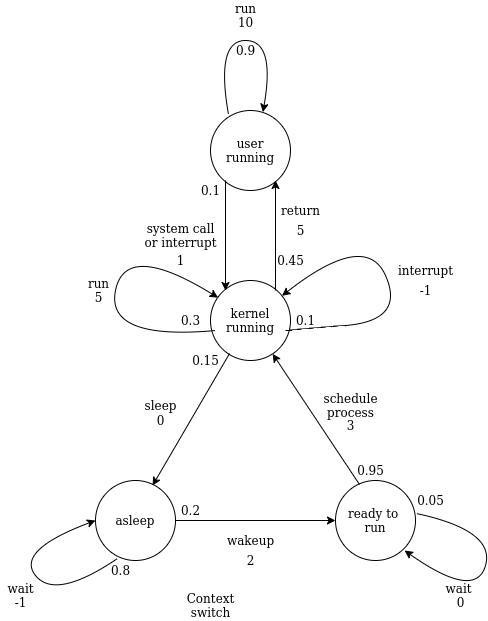 run
10
0.9
user
running
0.1
return
5
system call
or interrupt
1
0.45
interrupt
-1
run
5
0.3
kernel
running
0.1
0.15
sleep
0
schedule
process
3
0.95
0.05
0.2
asleep
ready to
run
wakeup
2
0.8
wait
-1
wait
0
Context
switch